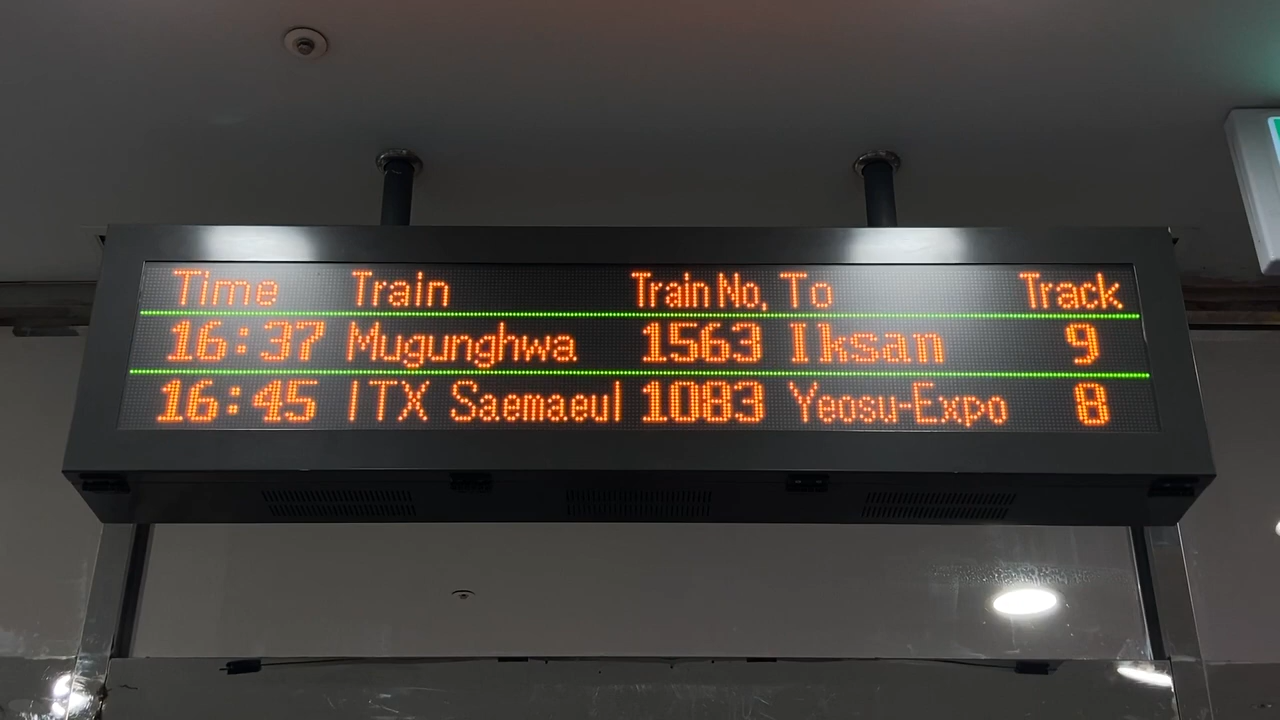 Time Train Train No, To Track
16:37 Mugunghwa 1563 Iksan 9
16:45 ITX Saemaeul 1083 Yeosu-Expo 8